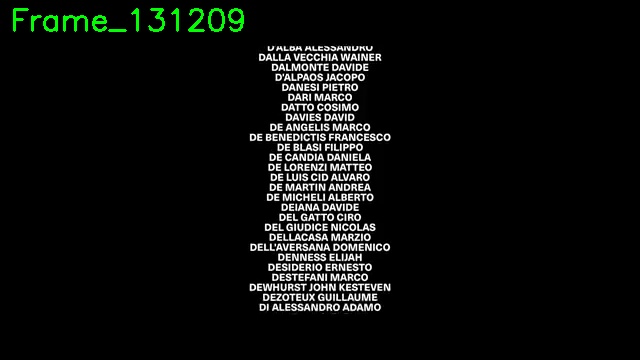 Frame_131209
D'ALBA ALESSANDRO
DALLA VECCHIA WAINER
DALMONTE DAVIDE
D'ALPAOS JACOPO
DANESI PIETRO
DARI MARCO
DATTO COSIMO
DAVIES DAVID
DE ANGELIS MARCO
DE BENEDICTIS FRANCESCO
DE BLASI FILIPPO
DE CANDIA DANIELA
DE LORENZI MATTEO
DE LUIS CID ALVARO
DE MARTIN ANDREA
DE MICHELI ALBERTO
DEIANA DAVIDE
DEL GATTO CIRO
DEL GIUDICE NICOLAS
DELLACASA MARZIO
DELL'AVERSANA DOMENICO
DENNESS ELIJAH
DESIDERIO ERNESTO
DESTEFANI MARCO
DEWHURST JOHN KESTEVEN
DEZOTEUX GUILLAUME
DI ALESSANDRO ADAMO